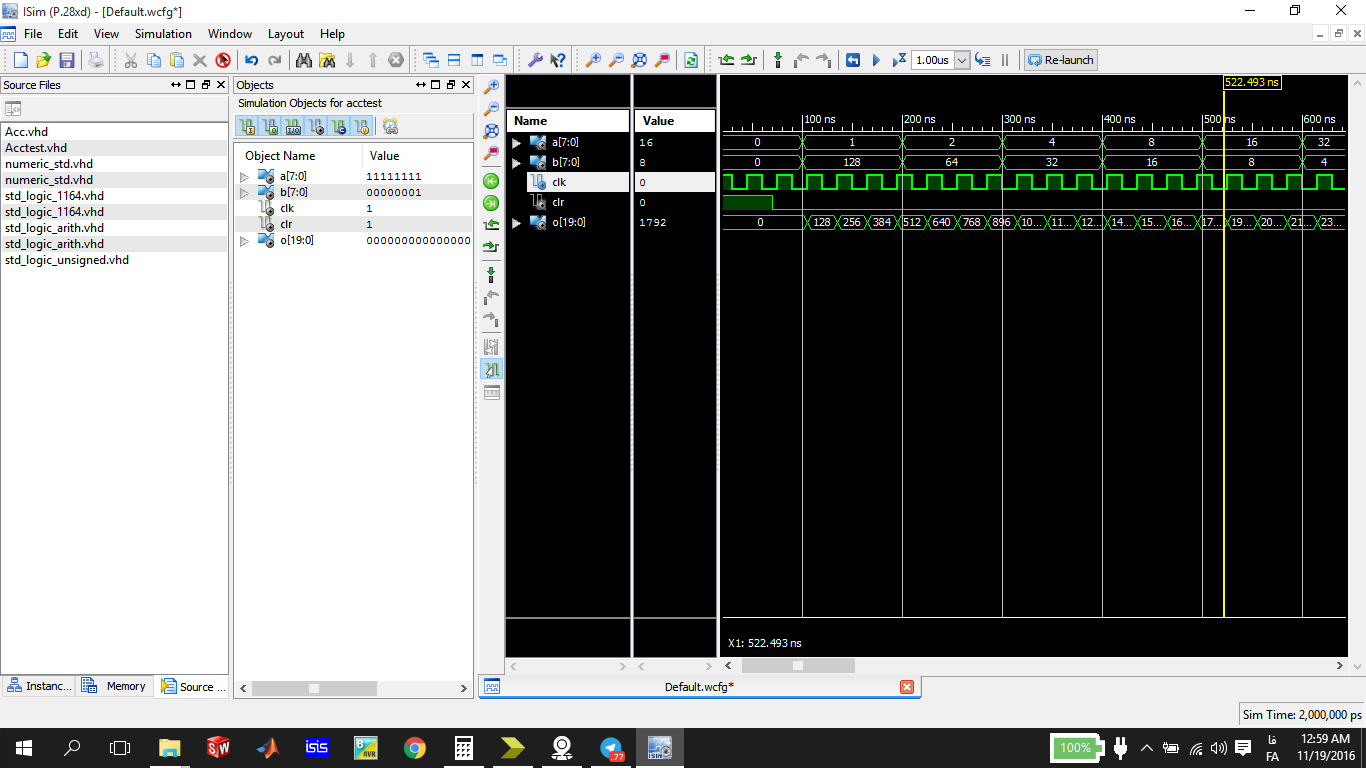 ISim (P.28xd) - [Default.wcfg*]
File Edit View Simulation Window Layout Help
1.00us Re-launch
Source Files
Acc.vhd
Acctest.vhd
numeric_std.vhd
numeric_std.vhd
std_logic_1164.vhd
std_logic_1164.vhd
std_logic_arith.vhd
std_logic_arith.vhd
std_logic_unsigned.vhd
Instanc... Memory Source ...
Objects
Simulation Objects for acctest
Object Name Value
a[7:0] 11111111
b[7:0] 00000001
clk 1
clr 1
o[19:0] 000000000000000
Name Value
a[7:0] 16
b[7:0] 8
clk 0
clr 0
o[19:0] 1792
522.493 ns
100 ns 200 ns 300 ns 400 ns 500 ns 600 ns
0 1 2 4 8 16 32
0 128 64 32 16 8 4
0 128 256 384 512 640 768 896 10... 11... 12... 14... 15... 16... 17... 19... 20... 21... 23...
X1: 522.493 ns
Default.wcfg*
Sim Time: 2,000,000 ps
SW isis B AVR 77 ISIM
100% فا 12:59 AM
FA 11/19/2016